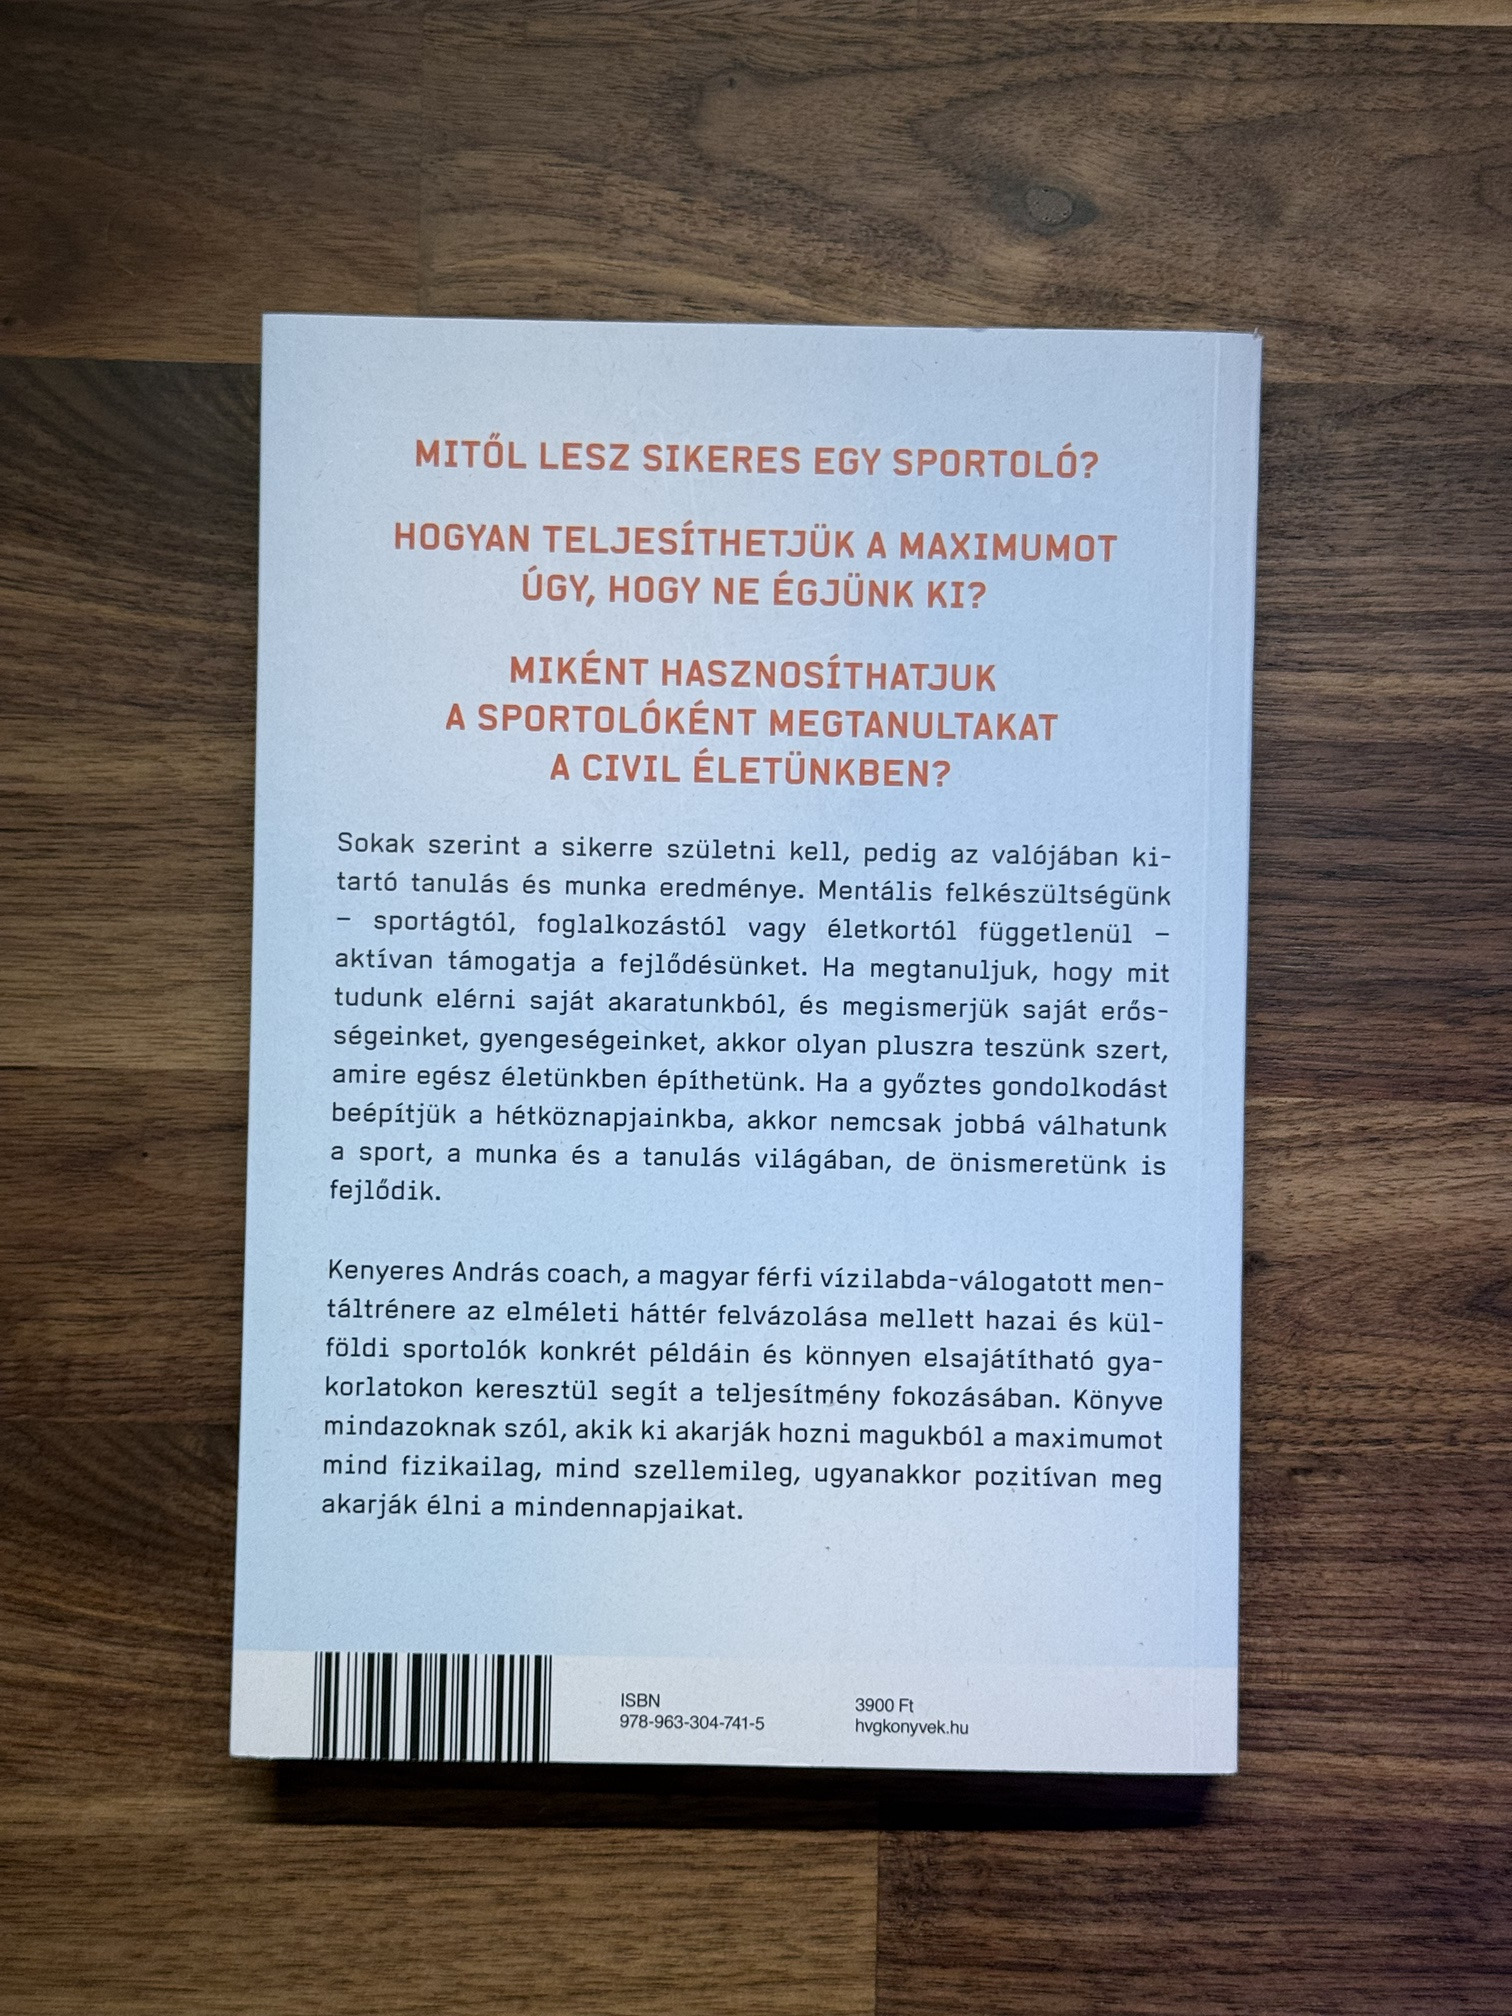 MITŐL LESZ SIKERES EGY SPORTOLÓ?
HOGYAN TELJESÍTHETJÜK A MAXIMUMOT
ÚGY, HOGY NE ÉGJÜNK KI?
MIKÉNT HASZNOSÍTHATJUK
A SPORTOLÓKÉNT MEGTANULTAKAT
A CIVIL ÉLETÜNKBEN?
Sokak szerint a sikerre születni kell, pedig az valójában ki-
tartó tanulás és munka eredménye. Mentális felkészültségünk
– sportágtól, foglalkozástól vagy életkortól függetlenül –
aktívan támogatja a fejlődésünket. Ha megtanuljuk, hogy mit
tudunk elérni saját akaratunkból, és megismerjük saját erős-
ségeinket, gyengeségeinket, akkor olyan pluszra teszünk szert,
amire egész életünkben építhetünk. Ha a győztes gondolkodást
beépítjük a hétköznapjainkba, akkor nemcsak jobbá válhatunk
a sport, a munka és a tanulás világában, de önismeretünk is
fejlődik.
Kenyeres András coach, a magyar férfi vízilabda-válogatott men-
táltrénere az elméleti háttér felvázolása mellett hazai és kül-
földi sportolók konkrét példáin és könnyen elsajátítható gya-
korlatokon keresztül segít a teljesítmény fokozásában. Könyve
mindazoknak szól, akik ki akarják hozni magukból a maximumot
mind fizikailag, mind szellemileg, ugyanakkor pozitívan meg
akarják élni a mindennapjaikat.
ISBN
978-963-304-741-5
3900 Ft
hvgkonyvek.hu